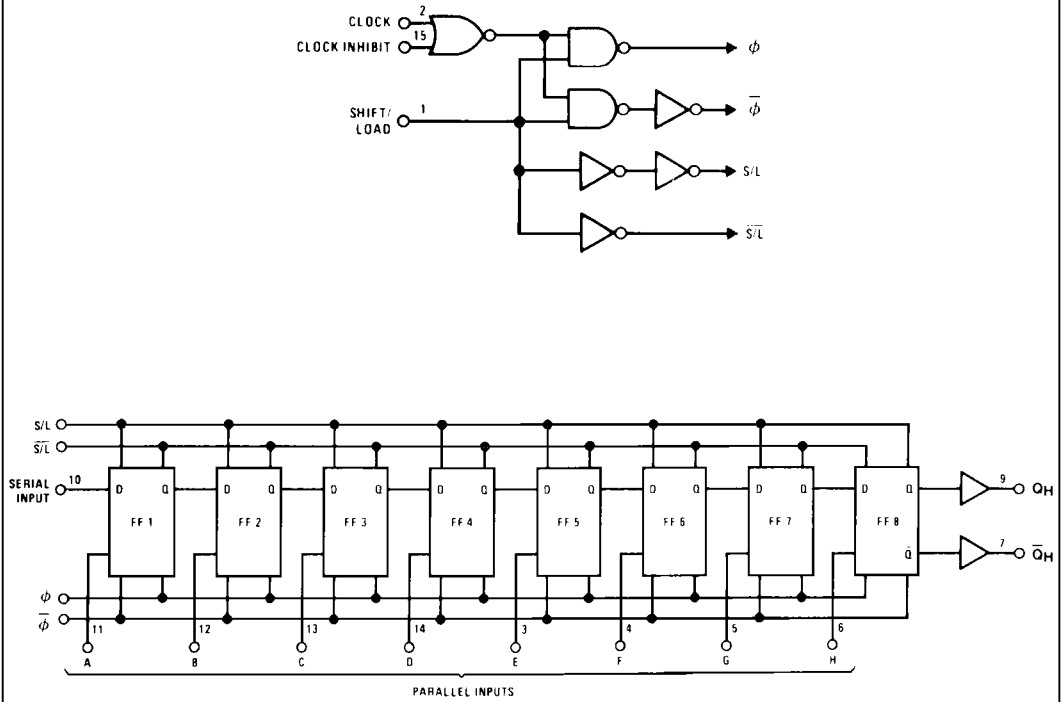 2
CLOCK
15
CLOCK INHIBIT
ϕ
SHIFT/
LOAD
1
ϕ̅
S/L
S̅/̅L̅
S/L
S̅/̅L̅
SERIAL
INPUT
10
D Q D Q D Q D Q D Q D Q D Q D Q
9
QH
FF 1 FF 2 FF 3 FF 4 FF 5 FF 6 FF 7 FF 8
Q̅
7
Q̅H
ϕ
ϕ̅
11 12 13 14 3 4 5 6
A B C D E F G H
PARALLEL INPUTS